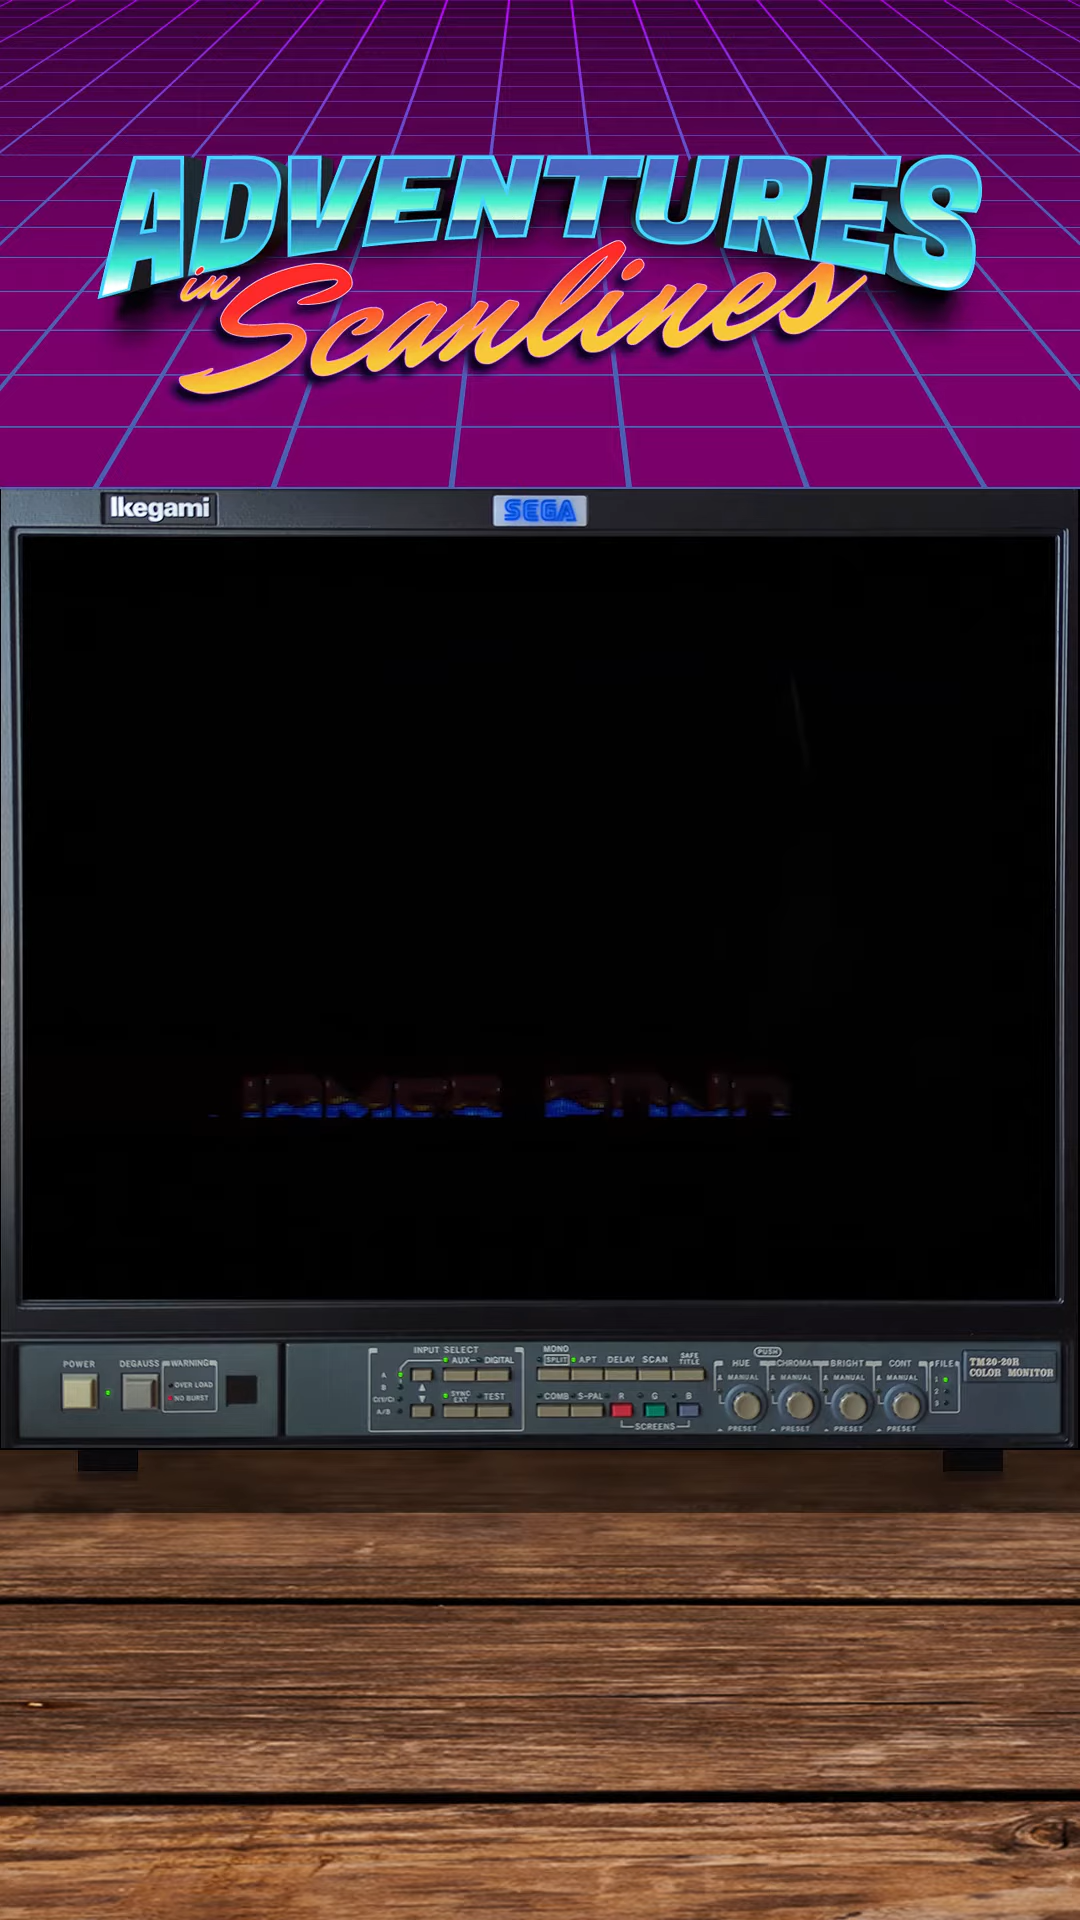 ADVENTURES
in Scanlines
Ikegami
SEGA
JAMES POND
POWER
DEGAUSS
WARNING
OVER LOAD
NO BURST
INPUT SELECT
AUX
DIGITAL
A
B
C(Y/C)
A/B
SYNC EXT
TEST
MONO
SPLIT
APT
DELAY
SCAN
SAFE TITLE
COMB
S-PAL
R
G
B
SCREENS
PUSH
HUE
CHROMA
BRIGHT
CONT
MANUAL
MANUAL
MANUAL
MANUAL
PRESET
PRESET
PRESET
PRESET
FILE
1
2
3
TM20-20R
COLOR MONITOR